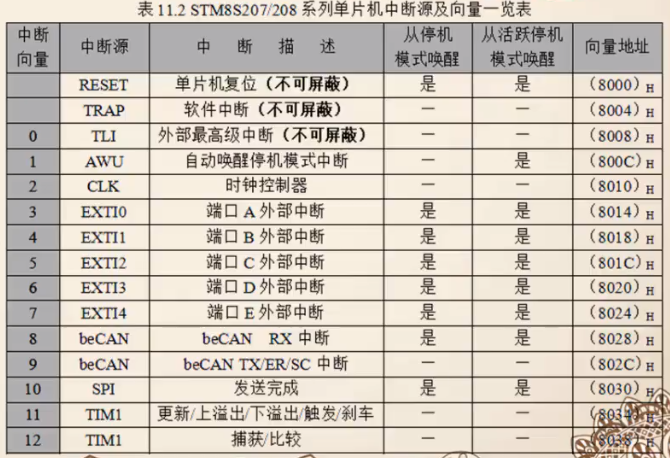 表 11.2 STM8S207/208 系列单片机中断源及向量一览表
中断向量 中断源 中 断 描 述 从停机模式唤醒 从活跃停机模式唤醒 向量地址
RESET 单片机复位（不可屏蔽） 是 是 （8000）H
TRAP 软件中断（不可屏蔽） － － （8004）H
0 TLI 外部最高级中断（不可屏蔽） － － （8008）H
1 AWU 自动唤醒停机模式中断 － 是 （800C）H
2 CLK 时钟控制器 － － （8010）H
3 EXTI0 端口 A 外部中断 是 是 （8014）H
4 EXTI1 端口 B 外部中断 是 是 （8018）H
5 EXTI2 端口 C 外部中断 是 是 （801C）H
6 EXTI3 端口 D 外部中断 是 是 （8020）H
7 EXTI4 端口 E 外部中断 是 是 （8024）H
8 beCAN beCAN RX 中断 是 是 （8028）H
9 beCAN beCAN TX/ER/SC 中断 － － （802C）H
10 SPI 发送完成 是 是 （8030）H
11 TIM1 更新/上溢出/下溢出/触发/刹车 － － （8034）H
12 TIM1 捕获/比较 － － （8038）H